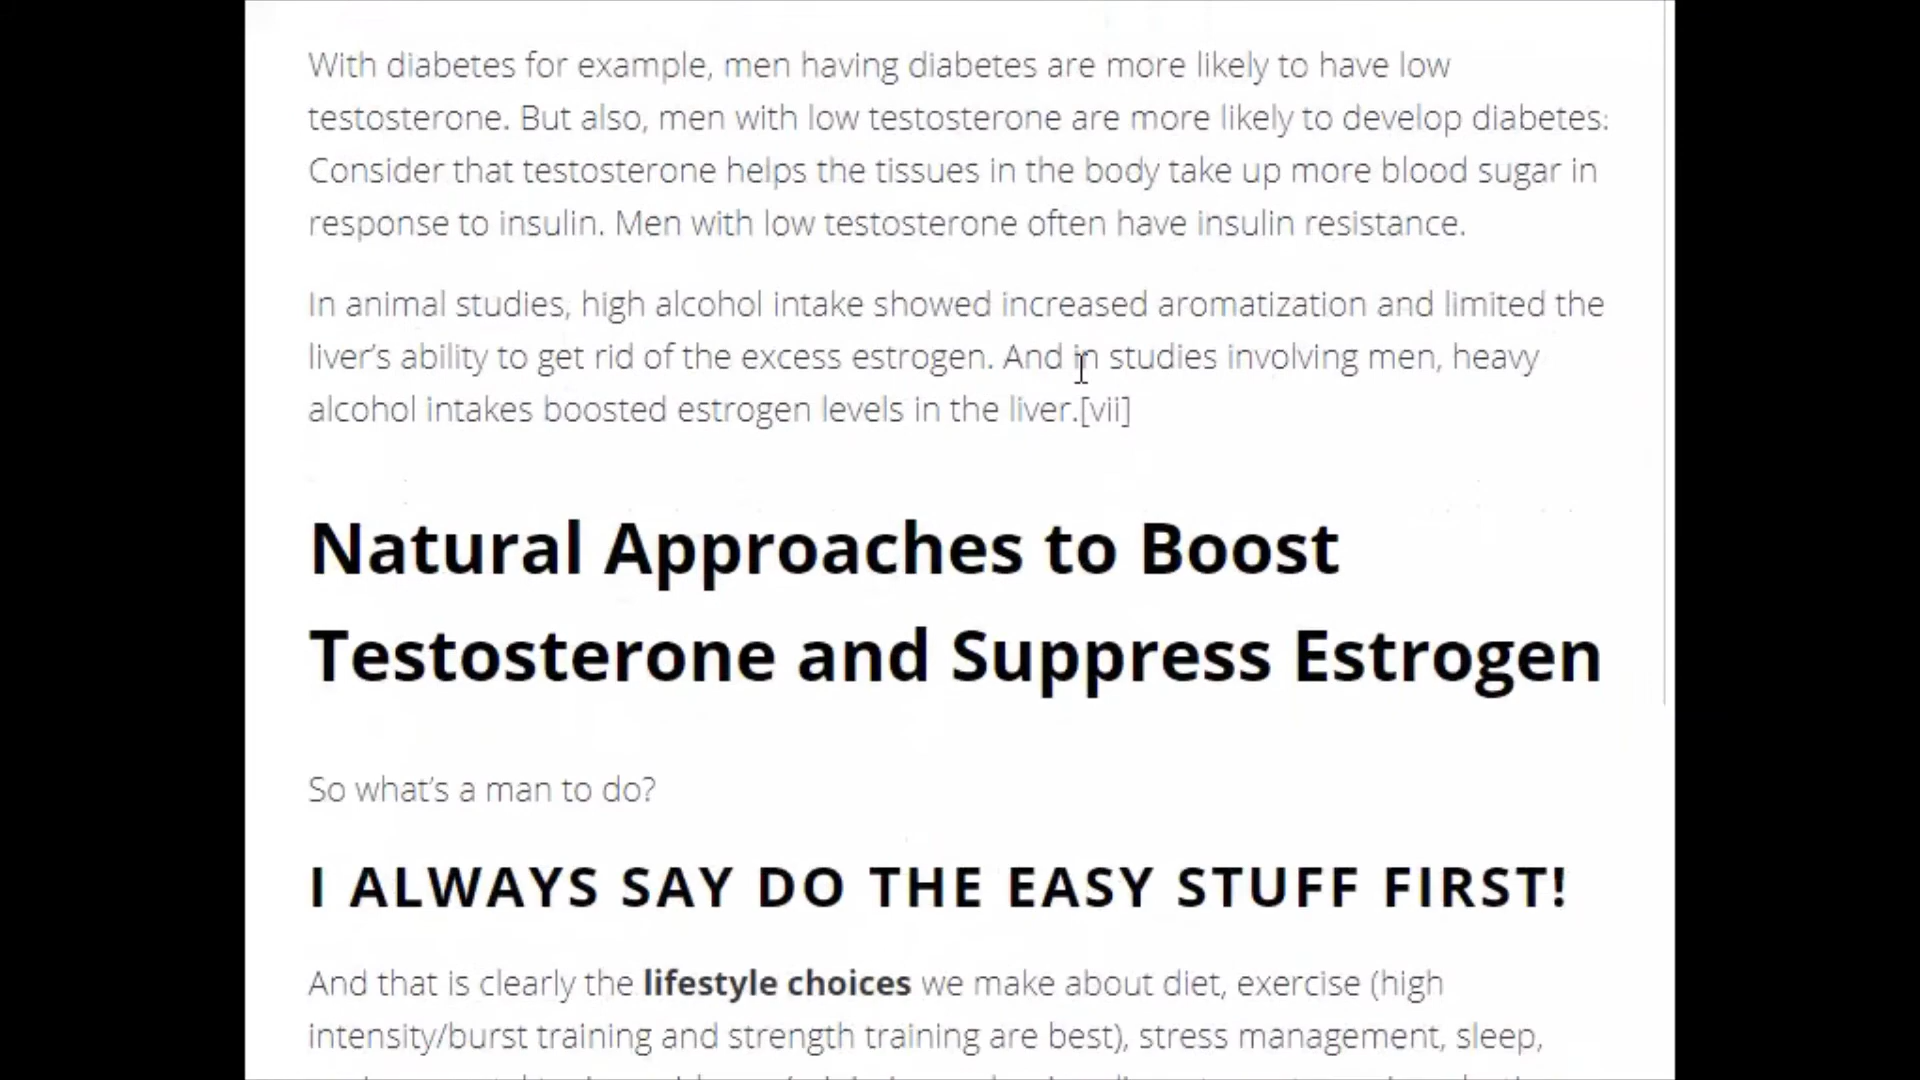 With diabetes for example, men having diabetes are more likely to have low
testosterone. But also, men with low testosterone are more likely to develop diabetes:
Consider that testosterone helps the tissues in the body take up more blood sugar in
response to insulin. Men with low testosterone often have insulin resistance.
In animal studies, high alcohol intake showed increased aromatization and limited the
liver’s ability to get rid of the excess estrogen. And in studies involving men, heavy
alcohol intakes boosted estrogen levels in the liver.[vii]
Natural Approaches to Boost
Testosterone and Suppress Estrogen
So what’s a man to do?
I ALWAYS SAY DO THE EASY STUFF FIRST!
And that is clearly the lifestyle choices we make about diet, exercise (high
intensity/burst training and strength training are best), stress management, sleep,